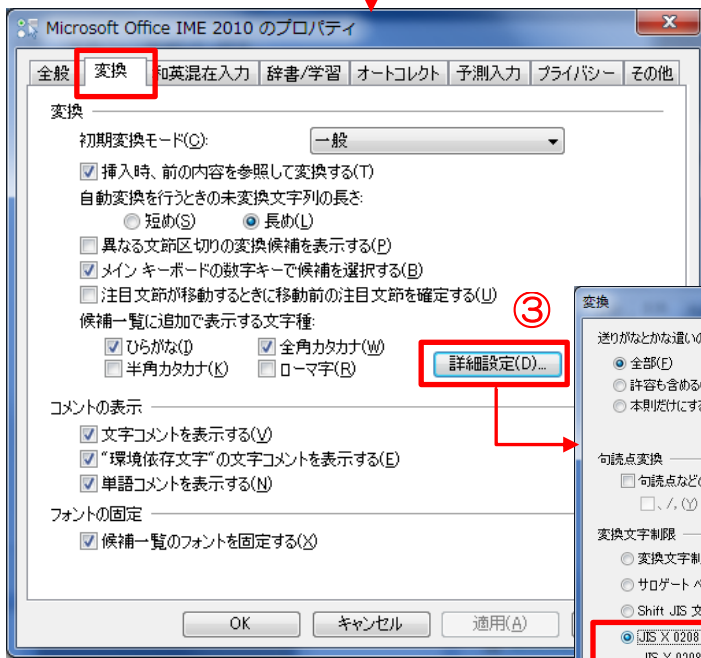 Microsoft Office IME 2010 のプロパティ
全般 変換 和英混在入力 辞書/学習 オートコレクト 予測入力 プライバシー その他
変換
初期変換モード(C): 一般
挿入時、前の内容を参照して変換する(T)
自動変換を行うときの未変換文字列の長さ:
短め(S) 長め(L)
異なる文節区切りの変換候補を表示する(P)
メイン キーボードの数字キーで候補を選択する(B)
注目文節が移動するときに移動前の注目文節を確定する(U)
候補一覧に追加で表示する文字種:
ひらがな(I) 全角カタカナ(W)
半角カタカナ(K) ローマ字(R)
③
詳細設定(D)...
コメントの表示
文字コメントを表示する(V)
“環境依存文字”の文字コメントを表示する(E)
単語コメントを表示する(N)
フォントの固定
候補一覧のフォントを固定する(X)
OK キャンセル 適用(A)
変換
送りがなとかな遣いの
全部(F)
許容も含める
本則だけにする
句読点変換
句読点などの
、/, (Y)
変換文字制限
変換文字制
サロゲート ペ
Shift JIS 文
JIS X 0208
JIS X 0208